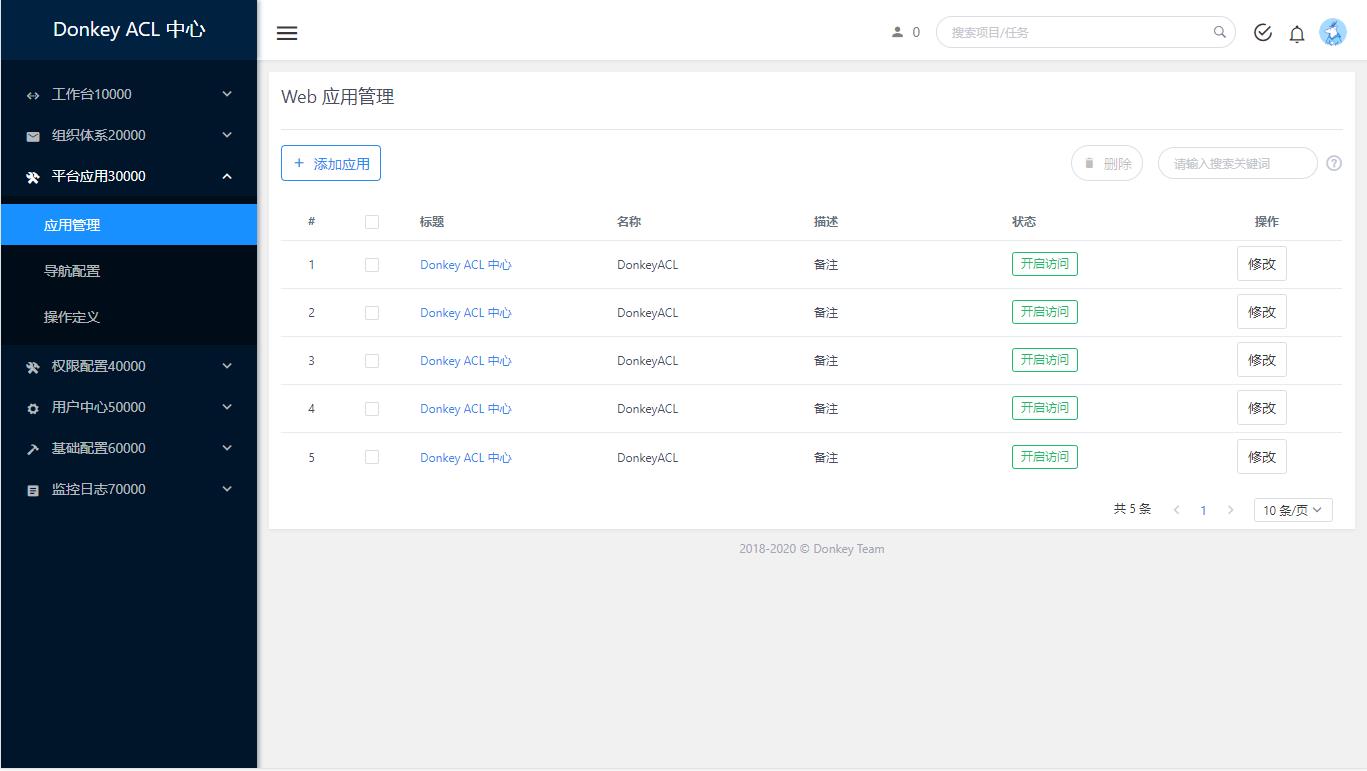 Donkey ACL 中心
0
搜索项目/任务
工作台10000
组织体系20000
平台应用30000
应用管理
导航配置
操作定义
权限配置40000
用户中心50000
基础配置60000
监控日志70000
Web 应用管理
+ 添加应用
删除
请输入搜索关键词
# 标题 名称 描述 状态 操作
1 Donkey ACL 中心 DonkeyACL 备注 开启访问 修改
2 Donkey ACL 中心 DonkeyACL 备注 开启访问 修改
3 Donkey ACL 中心 DonkeyACL 备注 开启访问 修改
4 Donkey ACL 中心 DonkeyACL 备注 开启访问 修改
5 Donkey ACL 中心 DonkeyACL 备注 开启访问 修改
共 5 条 < 1 > 10 条/页
2018-2020 © Donkey Team